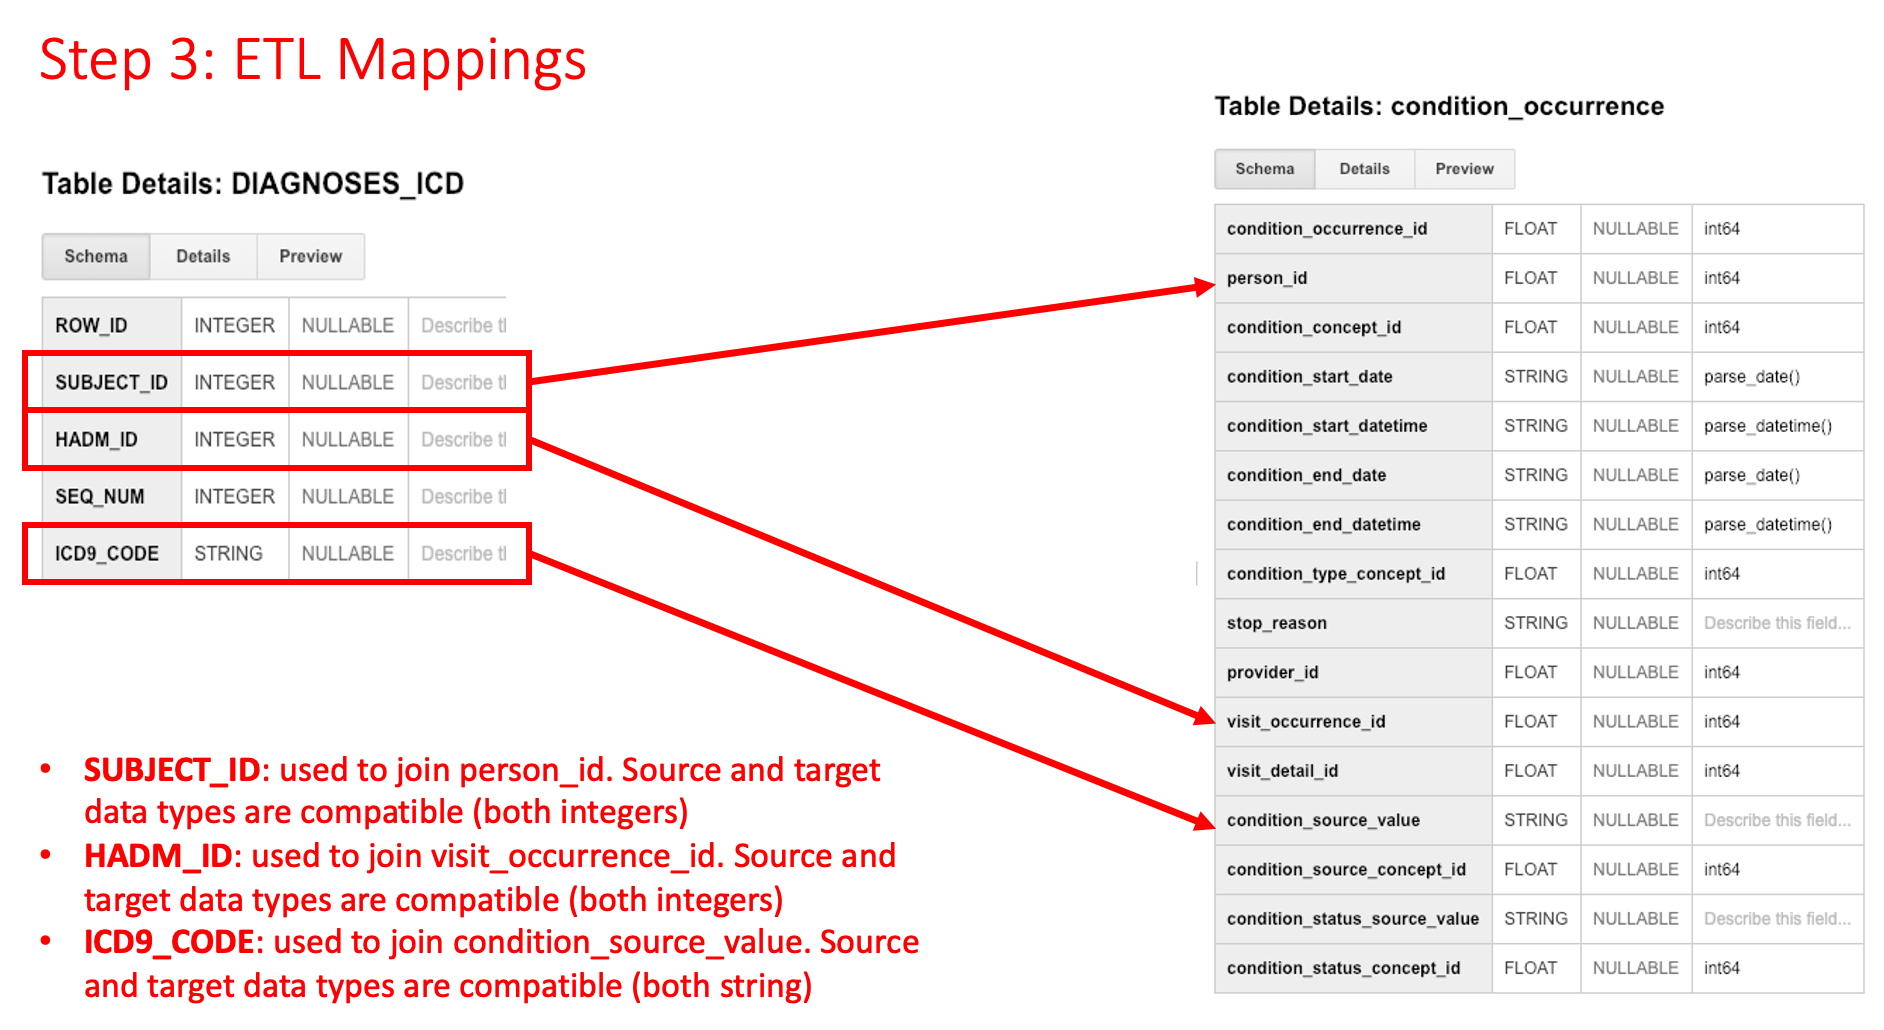 Step 3: ETL Mappings
Table Details: DIAGNOSES_ICD
Schema Details Preview
ROW_ID INTEGER NULLABLE Describe tl
SUBJECT_ID INTEGER NULLABLE Describe tl
HADM_ID INTEGER NULLABLE Describe tl
SEQ_NUM INTEGER NULLABLE Describe tl
ICD9_CODE STRING NULLABLE Describe tl
• SUBJECT_ID: used to join person_id. Source and target
data types are compatible (both integers)
• HADM_ID: used to join visit_occurrence_id. Source and
target data types are compatible (both integers)
• ICD9_CODE: used to join condition_source_value. Source
and target data types are compatible (both string)
Table Details: condition_occurrence
Schema Details Preview
condition_occurrence_id FLOAT NULLABLE int64
person_id FLOAT NULLABLE int64
condition_concept_id FLOAT NULLABLE int64
condition_start_date STRING NULLABLE parse_date()
condition_start_datetime STRING NULLABLE parse_datetime()
condition_end_date STRING NULLABLE parse_date()
condition_end_datetime STRING NULLABLE parse_datetime()
condition_type_concept_id FLOAT NULLABLE int64
stop_reason STRING NULLABLE Describe this field...
provider_id FLOAT NULLABLE int64
visit_occurrence_id FLOAT NULLABLE int64
visit_detail_id FLOAT NULLABLE int64
condition_source_value STRING NULLABLE Describe this field...
condition_source_concept_id FLOAT NULLABLE int64
condition_status_source_value STRING NULLABLE Describe this field...
condition_status_concept_id FLOAT NULLABLE int64